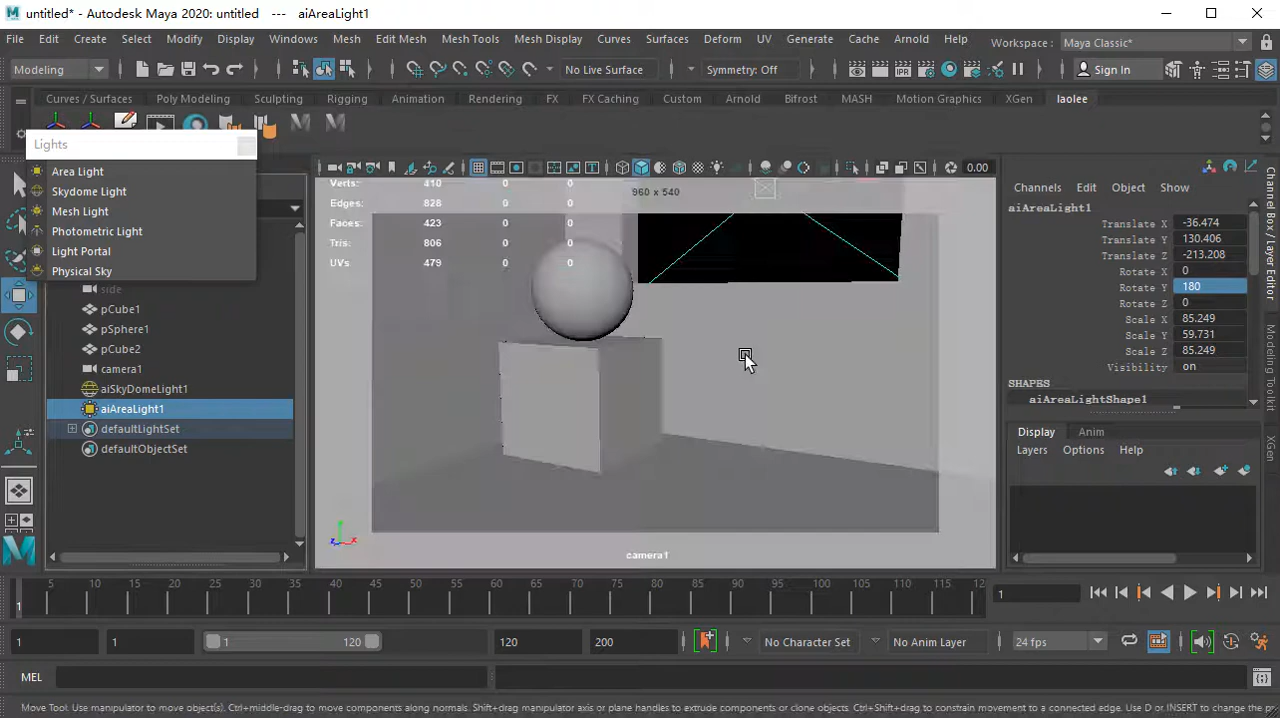 untitled* - Autodesk Maya 2020: untitled --- aiAreaLight1
File Edit Create Select Modify Display Windows Mesh Edit Mesh Mesh Tools Mesh Display Curves Surfaces Deform UV Generate Cache Arnold Help Workspace: Maya Classic*
Modeling No Live Surface Symmetry: Off IPR Sign In
Curves / Surfaces Poly Modeling Sculpting Rigging Animation Rendering FX FX Caching Custom Arnold Bifrost MASH Motion Graphics XGen laolee
Lights
Area Light
Skydome Light
Mesh Light
Photometric Light
Light Portal
Physical Sky
side
pCube1
pSphere1
pCube2
camera1
aiSkyDomeLight1
aiAreaLight1
defaultLightSet
defaultObjectSet
0.00
Verts: 410 0 0
Edges: 828 0 0
Faces: 423 0 0
Tris: 806 0 0
UVs: 479 0 0
960 x 540
z x
camera1
Channels Edit Object Show
aiAreaLight1
Translate X -36.474
Translate Y 130.406
Translate Z -213.208
Rotate X 0
Rotate Y 180
Rotate Z 0
Scale X 85.249
Scale Y 59.731
Scale Z 85.249
Visibility on
SHAPES
aiAreaLightShape1
Display Anim
Layers Options Help
Channel Box / Layer Editor
Modeling Toolkit
XGen
5 10 15 20 25 30 35 40 45 50 55 60 65 70 75 80 85 90 95 100 105 110 115 12
1
1
1 1 1 120 120 200 No Character Set No Anim Layer 24 fps
MEL
Move Tool: Use manipulator to move object(s). Ctrl+middle-drag to move components along normals. Shift+drag manipulator axis or plane handles to extrude components or clone objects. Ctrl+Shift+drag to constrain movement to a connected edge. Use D or INSERT to change the p